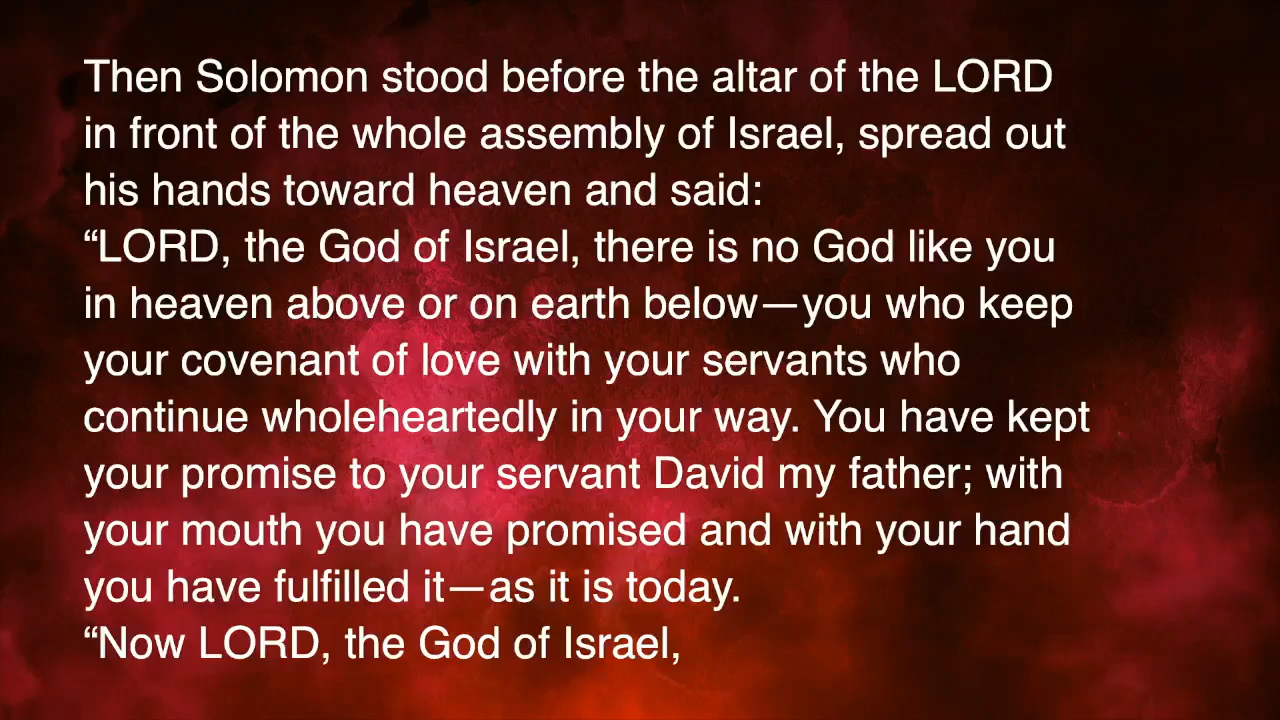 Then Solomon stood before the altar of the LORD
in front of the whole assembly of Israel, spread out
his hands toward heaven and said:
“LORD, the God of Israel, there is no God like you
in heaven above or on earth below—you who keep
your covenant of love with your servants who
continue wholeheartedly in your way. You have kept
your promise to your servant David my father; with
your mouth you have promised and with your hand
you have fulfilled it—as it is today.
“Now LORD, the God of Israel,